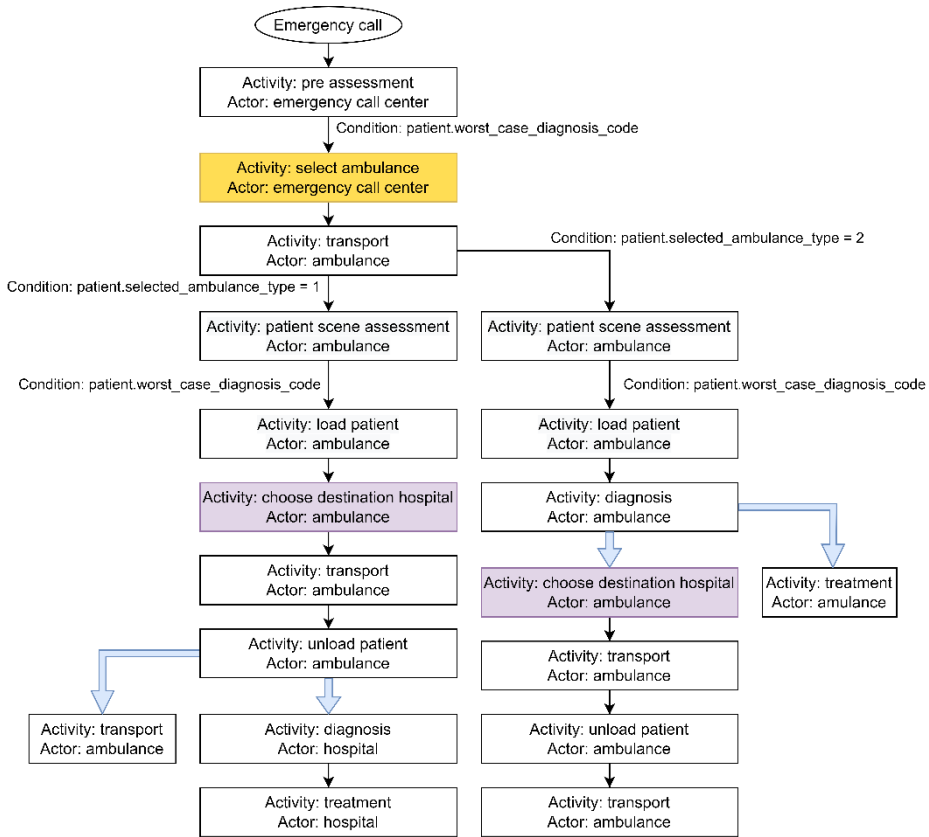 Emergency call
Activity: pre assessment
Actor: emergency call center
Condition: patient.worst_case_diagnosis_code
Activity: select ambulance
Actor: emergency call center
Activity: transport
Actor: ambulance
Condition: patient.selected_ambulance_type = 2
Condition: patient.selected_ambulance_type = 1
Activity: patient scene assessment
Actor: ambulance
Activity: patient scene assessment
Actor: ambulance
Condition: patient.worst_case_diagnosis_code
Condition: patient.worst_case_diagnosis_code
Activity: load patient
Actor: ambulance
Activity: load patient
Actor: ambulance
Activity: choose destination hospital
Actor: ambulance
Activity: diagnosis
Actor: ambulance
Activity: transport
Actor: ambulance
Activity: choose destination hospital
Actor: ambulance
Activity: treatment
Actor: amulance
Activity: unload patient
Actor: ambulance
Activity: transport
Actor: ambulance
Activity: transport
Actor: ambulance
Activity: diagnosis
Actor: hospital
Activity: unload patient
Actor: ambulance
Activity: treatment
Actor: hospital
Activity: transport
Actor: ambulance